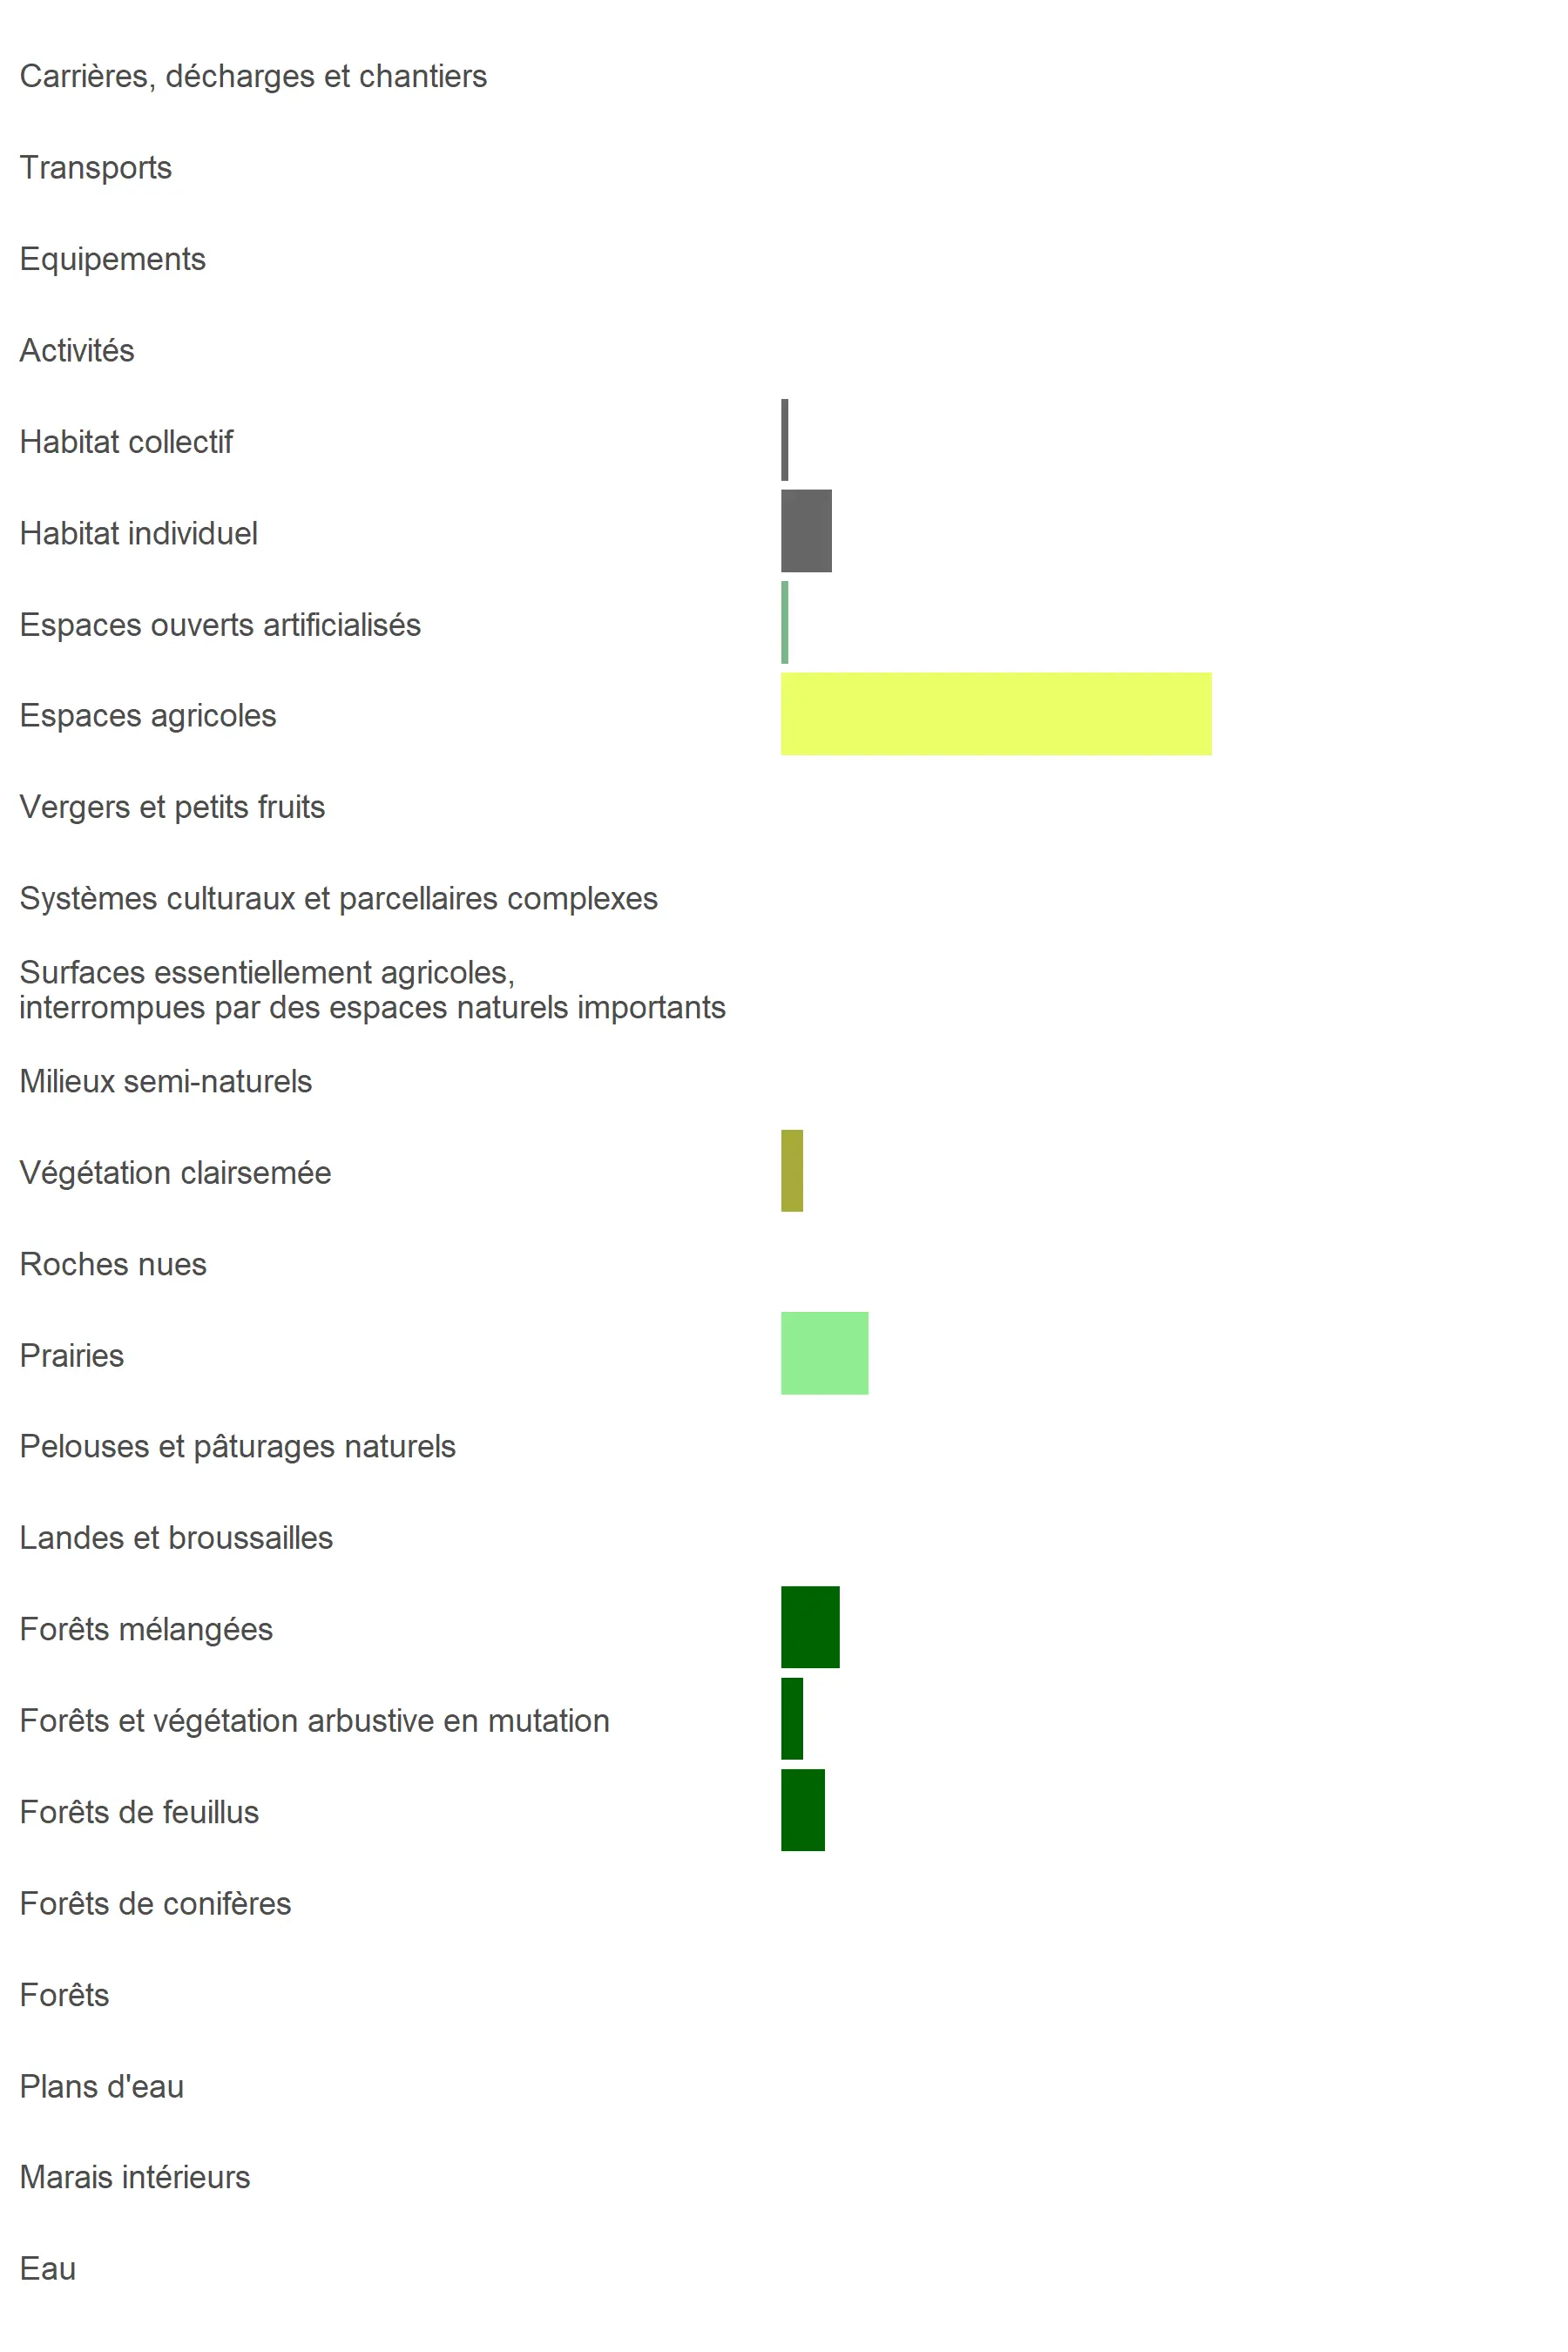 Carrières, décharges et chantiers
Transports
Equipements
Activités
Habitat collectif
Habitat individuel
Espaces ouverts artificialisés
Espaces agricoles
Vergers et petits fruits
Systèmes culturaux et parcellaires complexes
Surfaces essentiellement agricoles,
interrompues par des espaces naturels importants
Milieux semi-naturels
Végétation clairsemée
Roches nues
Prairies
Pelouses et pâturages naturels
Landes et broussailles
Forêts mélangées
Forêts et végétation arbustive en mutation
Forêts de feuillus
Forêts de conifères
Forêts
Plans d'eau
Marais intérieurs
Eau